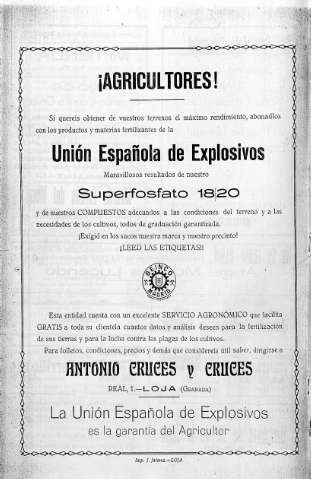 ¡AGRICULTORES!
Si queréis obtener de vuestros terrenos el máximo rendimiento, abonadlos
con los productos y materias fertilizantes de la
Unión Española de Explosivos
Maravillosos resultados de nuestro
Superfosfato 18|20
y de nuestros COMPUESTOS adecuados a las condiciones del terreno y a las
necesidades de los cultivos, todos de graduación garantizada.
¡Exigid en los sacos nuestra marca y nuestro precinto!
¡LEED LAS ETIQUETAS!!
MADRID
Esta entidad cuenta con un excelente SERVICIO AGRONÓMICO que facilita
GRATIS a toda su clientela cuantos datos y análisis deseen para la fertilización
de sus tierras y para la lucha contra las plagas de los cultivos.
Para folletos, condiciones, precios y demás que consideréis útil saber, dirigirse a
ANTONIO CRUCES y CRUCES
REAL, 1.—LOJA (Granada)
La Unión Española de Explosivos
es la garantía del Agricultor
Imp. J. —LOJA